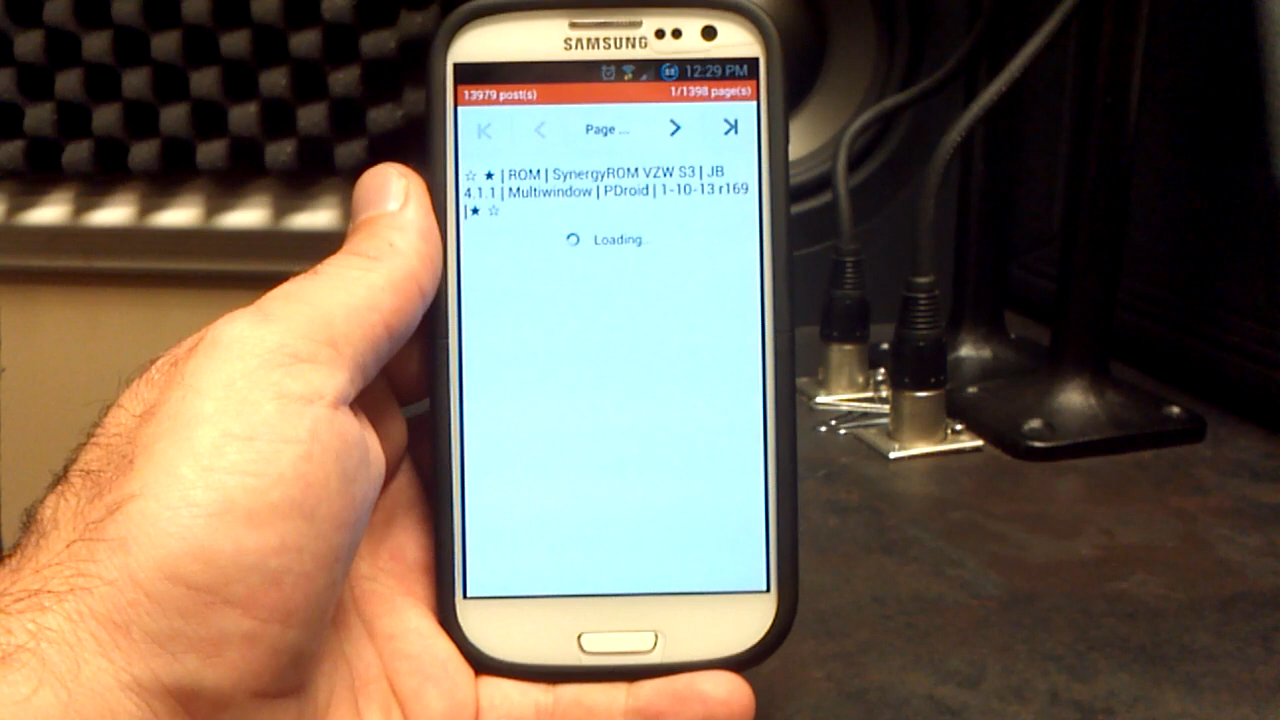 SAMSUNG
12:29 PM
13979 post(s) 1/1398 page(s)
Page ...
☆ ★ | ROM | SynergyROM VZW S3 | JB
4.1.1 | Multiwindow | PDroid | 1-10-13 r169
|★ ☆
Loading...